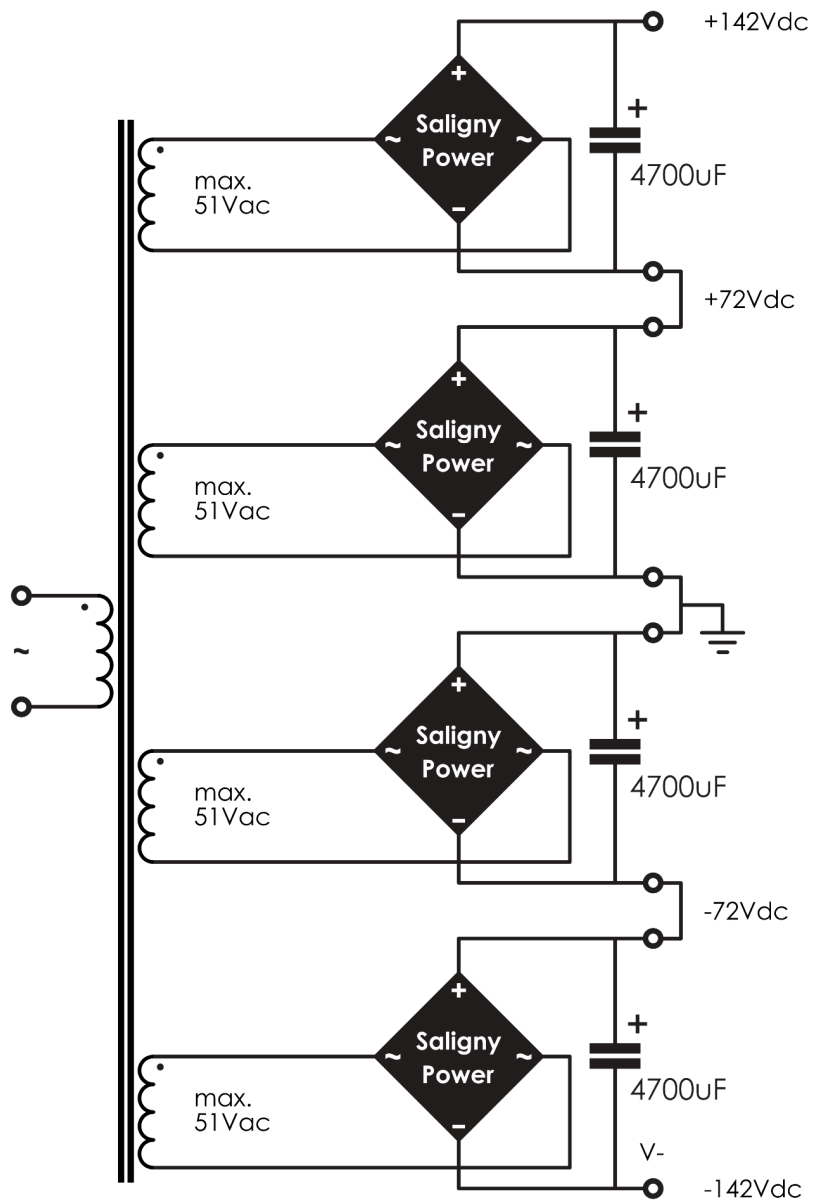 +142Vdc
+
~ Saligny ~
Power
-
+
4700uF
max.
51Vac
+72Vdc
+
~ Saligny ~
Power
-
+
4700uF
max.
51Vac
~
+
~ Saligny ~
Power
-
+
4700uF
max.
51Vac
-72Vdc
+
~ Saligny ~
Power
-
+
4700uF
max.
51Vac
V-
-142Vdc